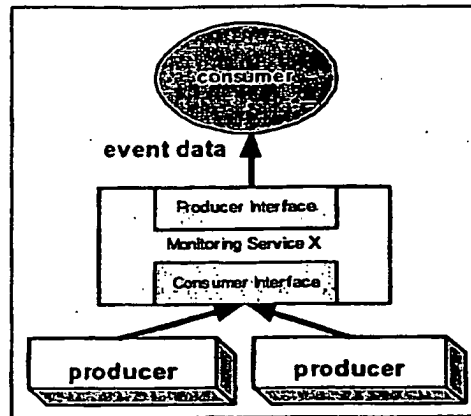 consumer
event data
Producer Interface
Monitoring Service X
Consumer Interface
producer
producer